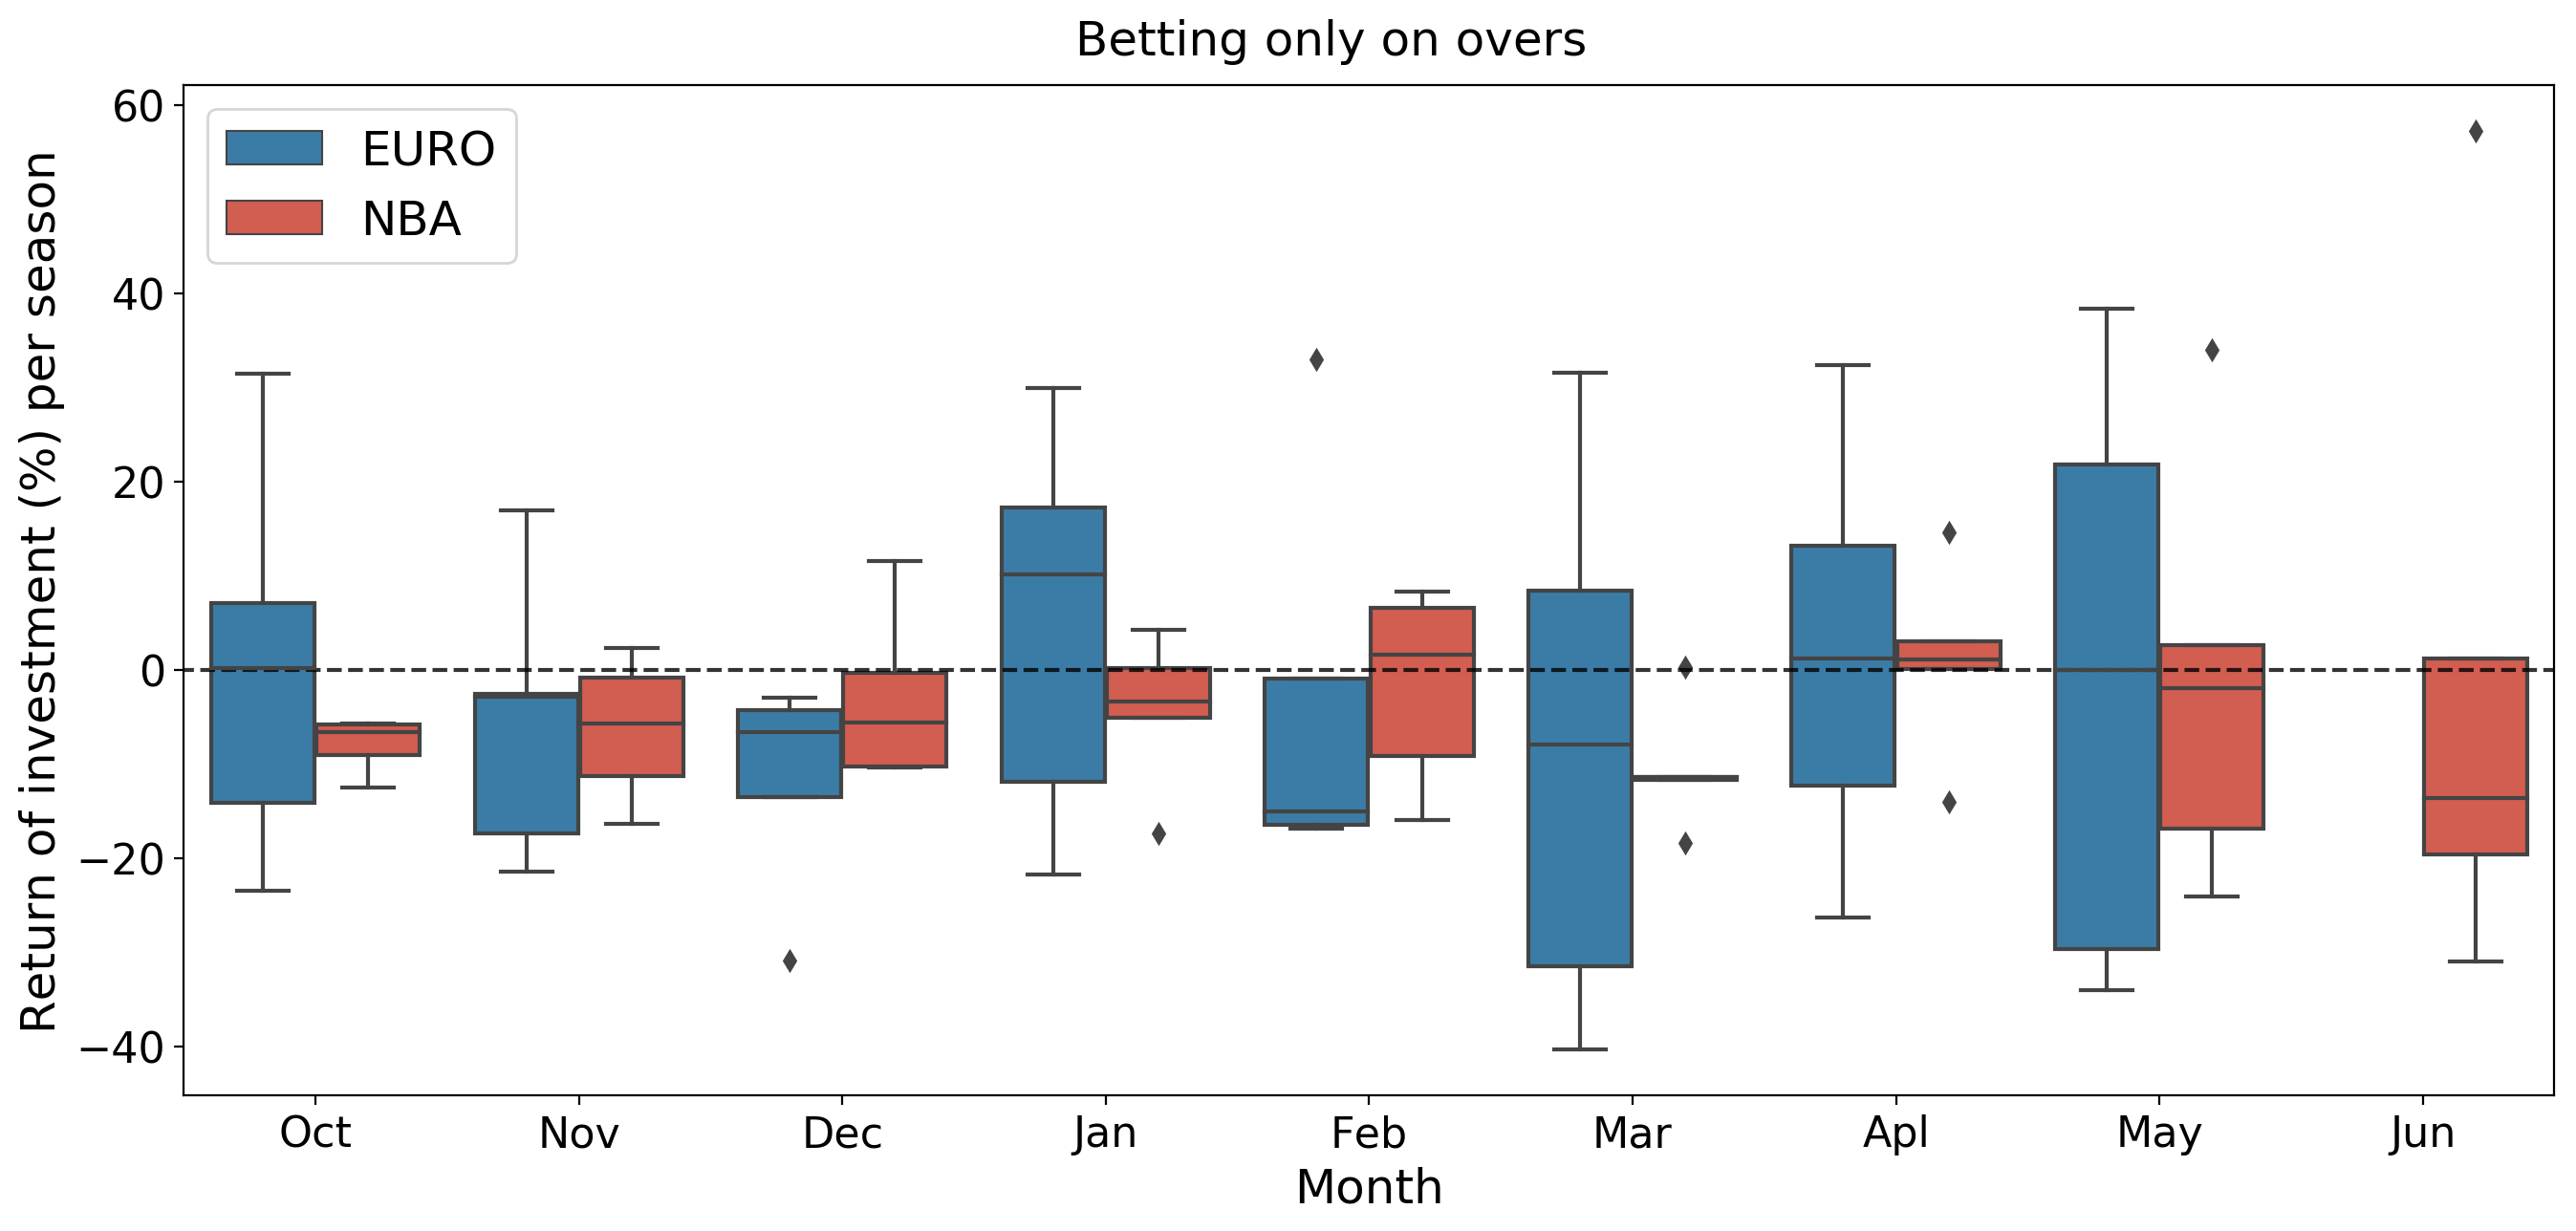 Betting only on overs
Return of investment (%) per season
60
40
20
0
−20
−40
EURO
NBA
Oct Nov Dec Jan Feb Mar Apl May Jun
Month